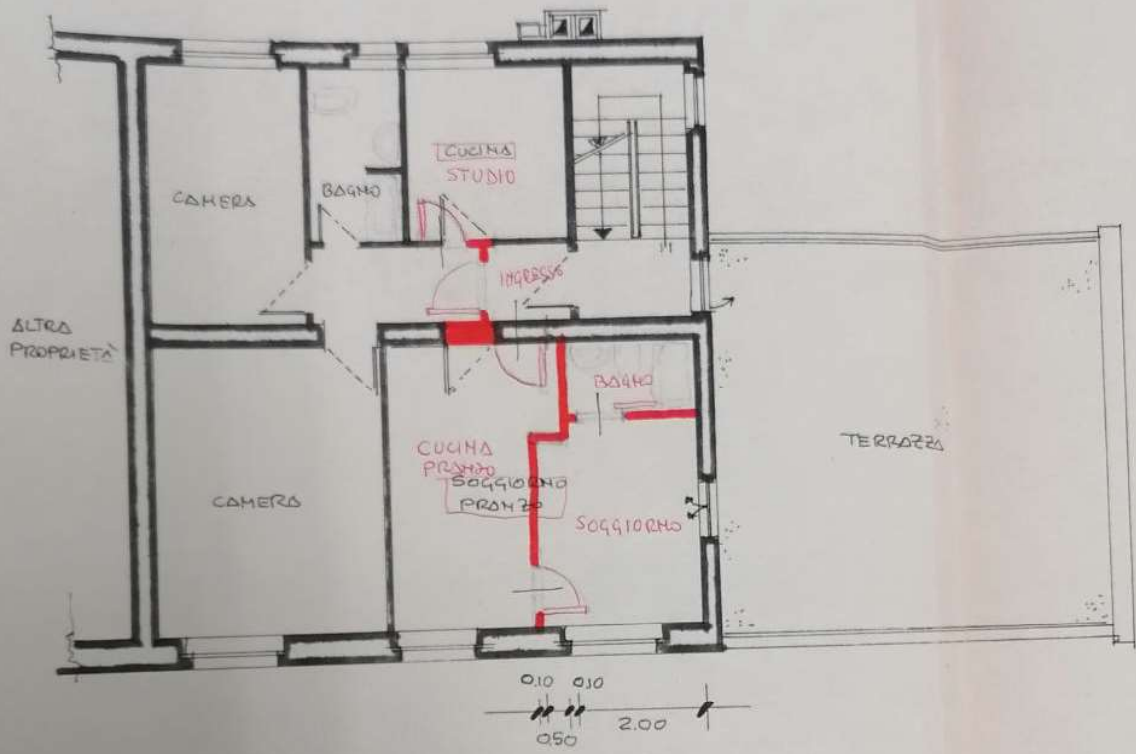 CUCINA
STUDIO
CAMERA
BAGNO
INGRESSO
ALTRA
PROPRIETÀ
BAGNO
TERRAZZA
CUCINA
PRANZO
SOGGIORNO
PRANZO
CAMERA
SOGGIORNO
0,10 0,10
0,50 2.00